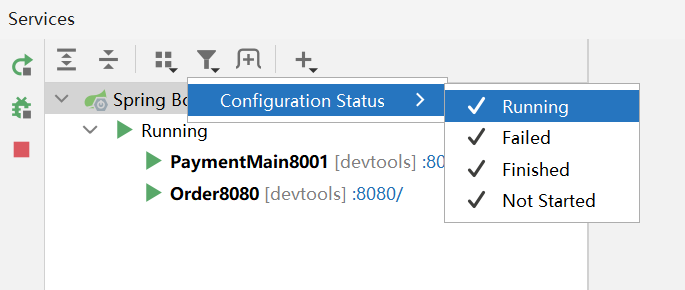 Services
Spring Bo
Configuration Status
Running
Failed
Finished
Not Started
Running
PaymentMain8001 [devtools] :80
Order8080 [devtools] :8080/